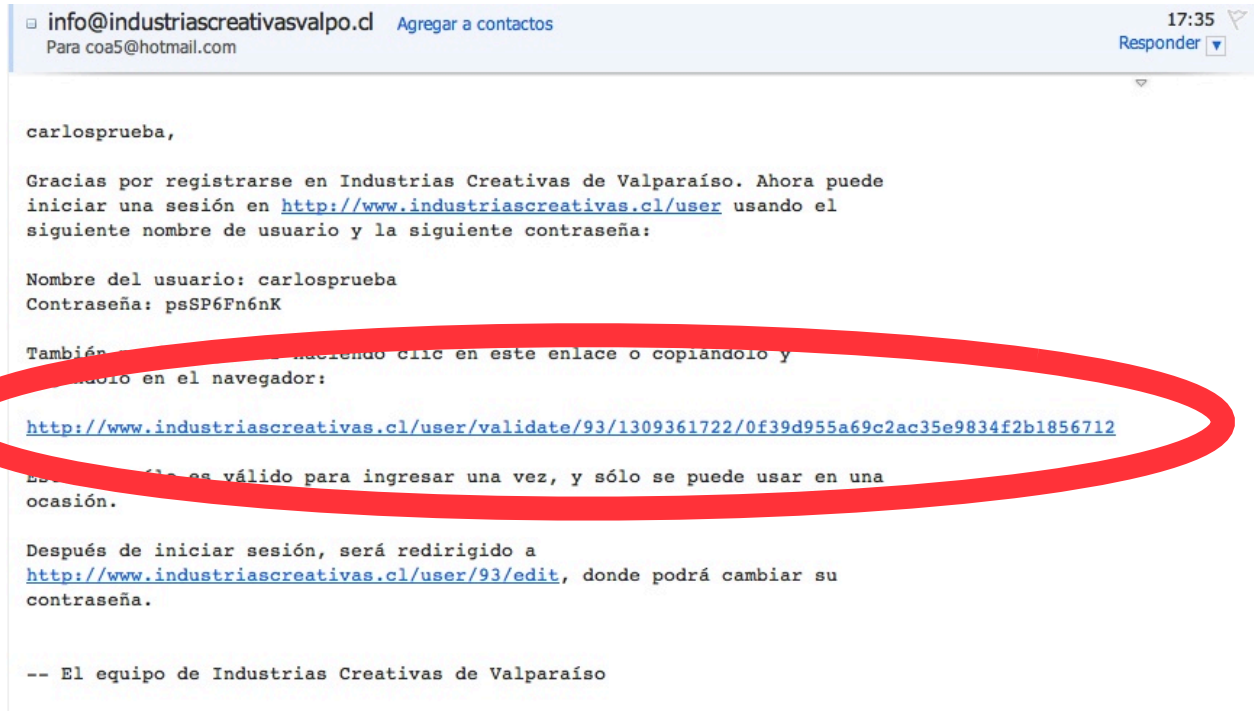 info@industriascreativasvalpo.cl Agregar a contactos 17:35
Para coa5@hotmail.com Responder
carlosprueba,
Gracias por registrarse en Industrias Creativas de Valparaíso. Ahora puede
iniciar una sesión en http://www.industriascreativas.cl/user usando el
siguiente nombre de usuario y la siguiente contraseña:
Nombre del usuario: carlosprueba
Contraseña: psSP6Fn6nK
También haciendo clic en este enlace o copiándolo y
en el navegador:
http://www.industriascreativas.cl/user/validate/93/1309361722/0f39d955a69c2ac35e9834f2b1856712
es válido para ingresar una vez, y sólo se puede usar en una
ocasión.
Después de iniciar sesión, será redirigido a
http://www.industriascreativas.cl/user/93/edit, donde podrá cambiar su
contraseña.
-- El equipo de Industrias Creativas de Valparaíso